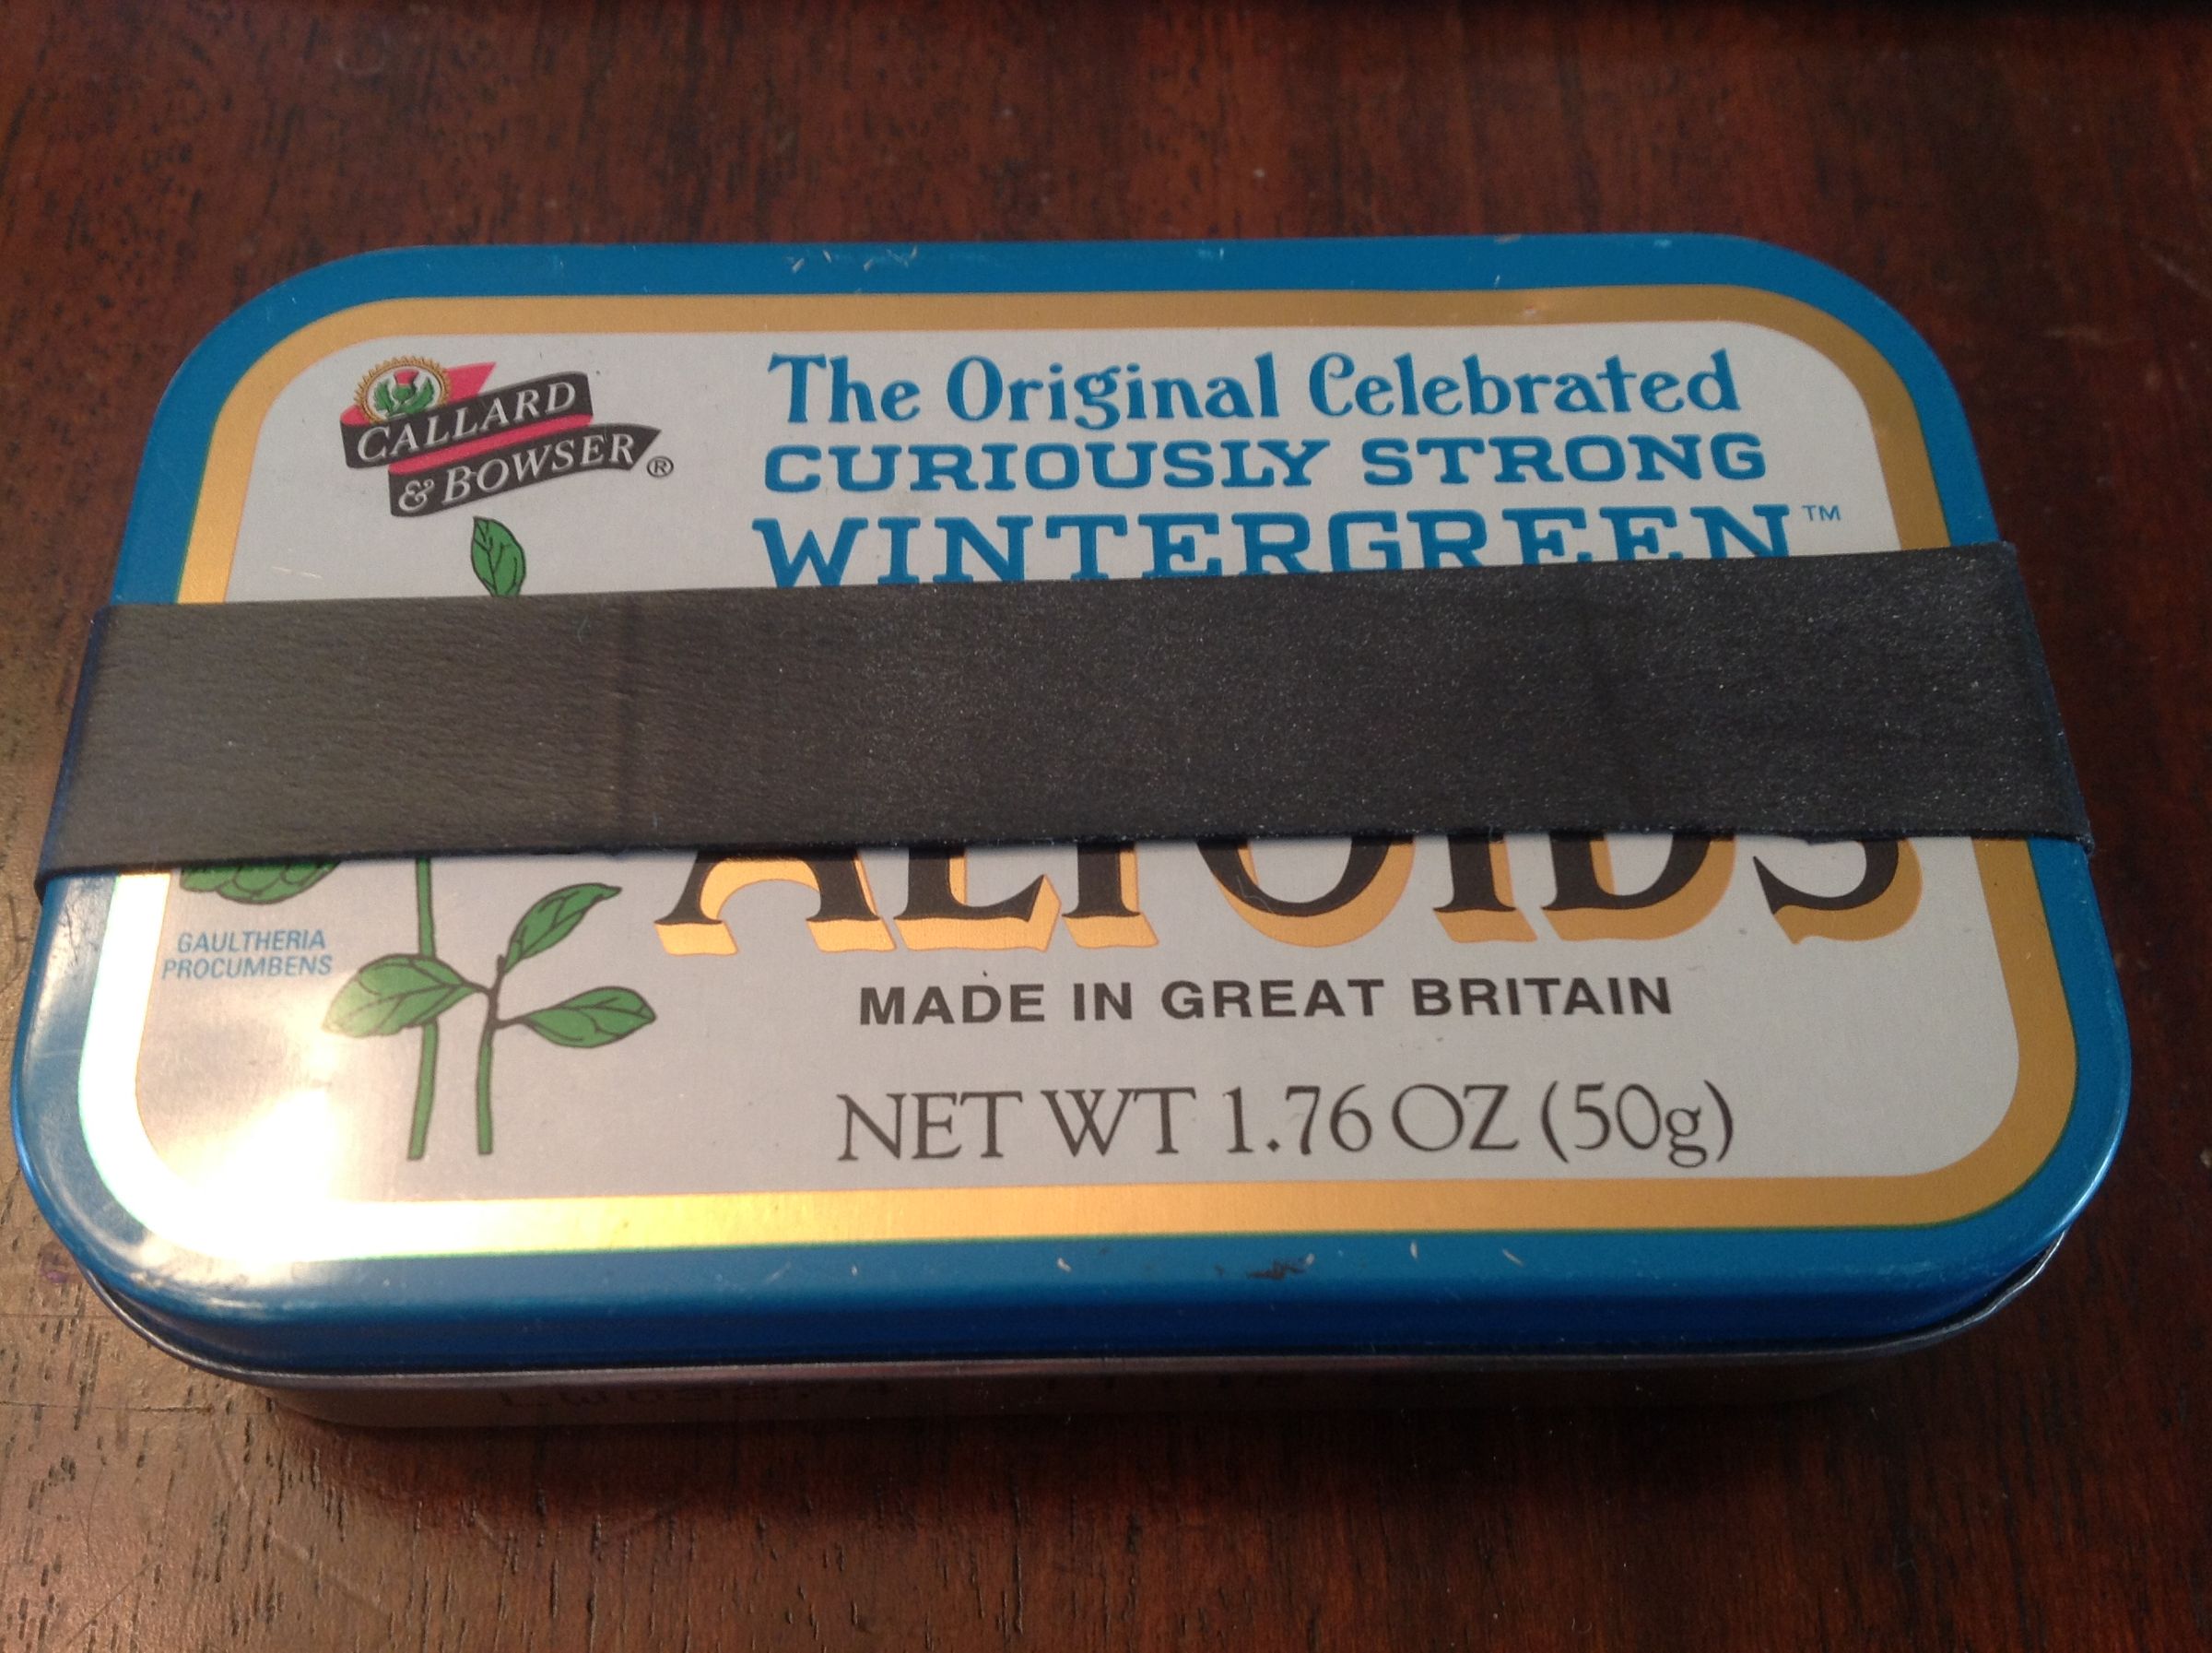 CALLARD
& BOWSER®
The Original Celebrated
CURIOUSLY STRONG
WINTERGREEN™
ALTOIDS
GAULTHERIA
PROCUMBENS
MADE IN GREAT BRITAIN
NET WT 1.76 OZ (50g)